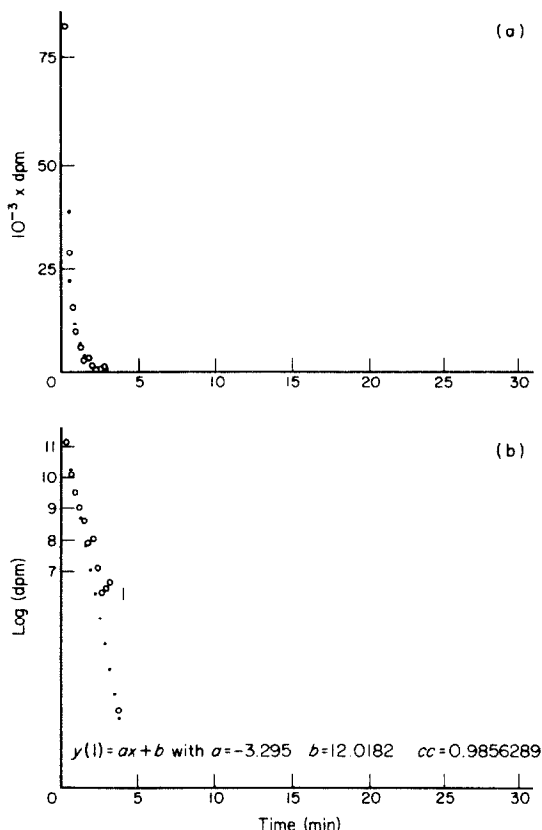 (a)
75
50
25
0
10⁻³ x dpm
5 10 15 20 25 30
(b)
11
10
9
8
7
Log (dpm)
y(1)=ax+b with a=-3.295 b=12.0182 cc=0.9856289
0 5 10 15 20 25 30
Time (min)